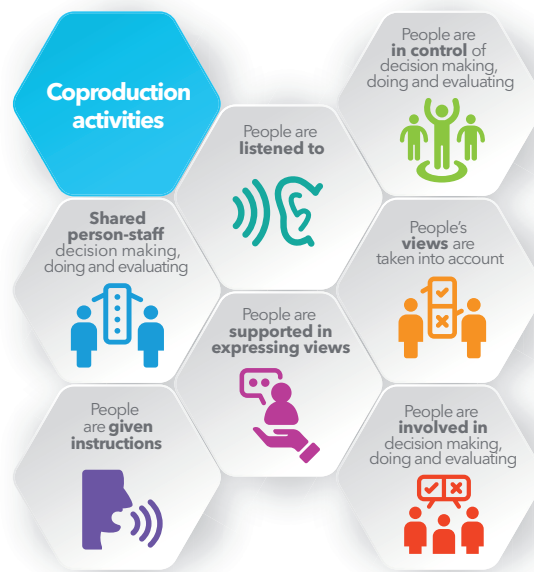 Coproduction
activities
People are
in control of
decision making,
doing and evaluating
People are
listened to
Shared
person-staff
decision making,
doing and evaluating
People's
views are
taken into account
People are
supported in
expressing views
People
are given
instructions
People are
involved in
decision making,
doing and evaluating